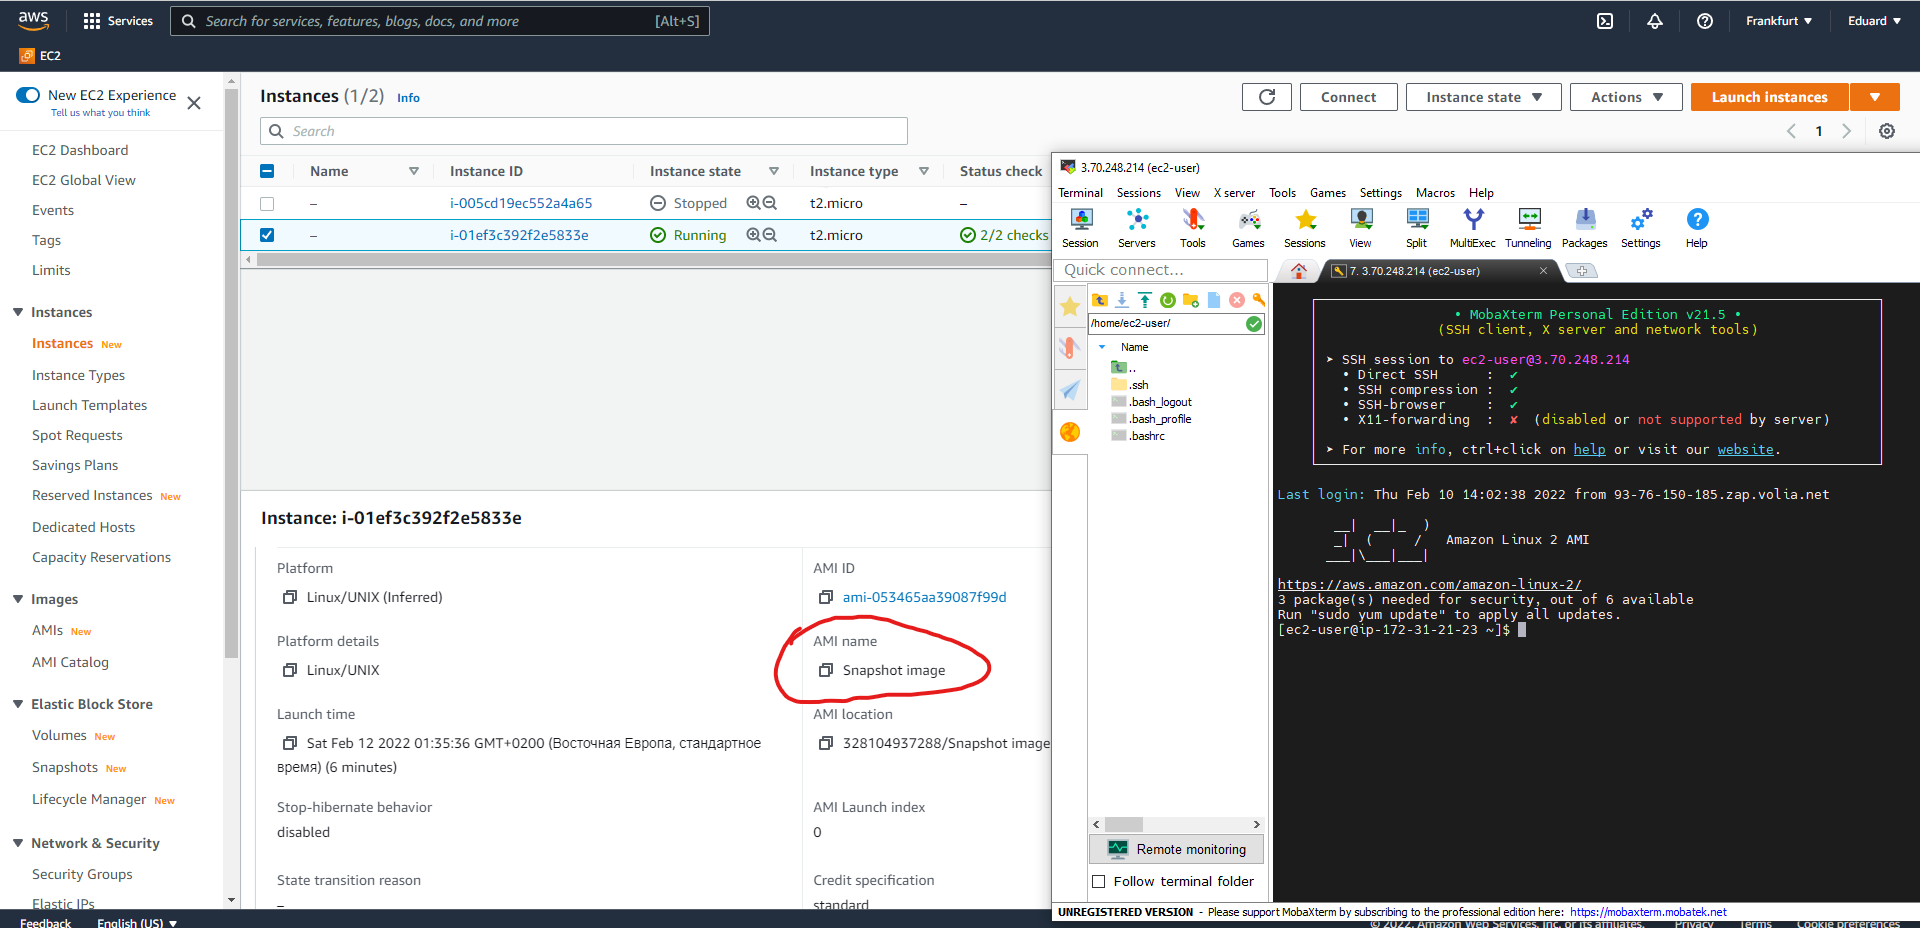 aws
Services
Search for services, features, blogs, docs, and more
[Alt+S]
Frankfurt
Eduard
EC2
New EC2 Experience
Tell us what you think
EC2 Dashboard
EC2 Global View
Events
Tags
Limits
Instances
Instances New
Instance Types
Launch Templates
Spot Requests
Savings Plans
Reserved Instances New
Dedicated Hosts
Capacity Reservations
Images
AMIs New
AMI Catalog
Elastic Block Store
Volumes New
Snapshots New
Lifecycle Manager New
Network & Security
Security Groups
Elastic IPs
Instances (1/2) Info
Connect
Instance state
Actions
Launch instances
Search
1
Name Instance ID Instance state Instance type Status check
– i-005cd19ec552a4a65 Stopped t2.micro –
– i-01ef3c392f2e5833e Running t2.micro 2/2 checks
Instance: i-01ef3c392f2e5833e
Platform
Linux/UNIX (Inferred)
AMI ID
ami-053465aa39087f99d
Platform details
Linux/UNIX
AMI name
Snapshot image
Launch time
Sat Feb 12 2022 01:35:36 GMT+0200 (Восточная Европа, стандартное
время) (6 minutes)
AMI location
328104937288/Snapshot image
Stop-hibernate behavior
disabled
AMI Launch index
0
State transition reason
–
Credit specification
standard
3.70.248.214 (ec2-user)
Terminal Sessions View X server Tools Games Settings Macros Help
Session Servers Tools Games Sessions View Split MultiExec Tunneling Packages Settings Help
Quick connect...
7. 3.70.248.214 (ec2-user)
/home/ec2-user/
Name
..
.ssh
.bash_logout
.bash_profile
.bashrc
Remote monitoring
Follow terminal folder
• MobaXterm Personal Edition v21.5 •
(SSH client, X server and network tools)
➤ SSH session to ec2-user@3.70.248.214
• Direct SSH : ✔
• SSH compression : ✔
• SSH-browser : ✔
• X11-forwarding : ✘ (disabled or not supported by server)
➤ For more info, ctrl+click on help or visit our website.
Last login: Thu Feb 10 14:02:38 2022 from 93-76-150-185.zap.volia.net
__| __|_ )
_| ( / Amazon Linux 2 AMI
___|\___|___|
https://aws.amazon.com/amazon-linux-2/
3 package(s) needed for security, out of 6 available
Run "sudo yum update" to apply all updates.
[ec2-user@ip-172-31-21-23 ~]$
UNREGISTERED VERSION - Please support MobaXterm by subscribing to the professional edition here: https://mobaxterm.mobatek.net
Feedback English (US)
© 2022, Amazon Web Services, Inc. or its affiliates. Privacy Terms Cookie preferences